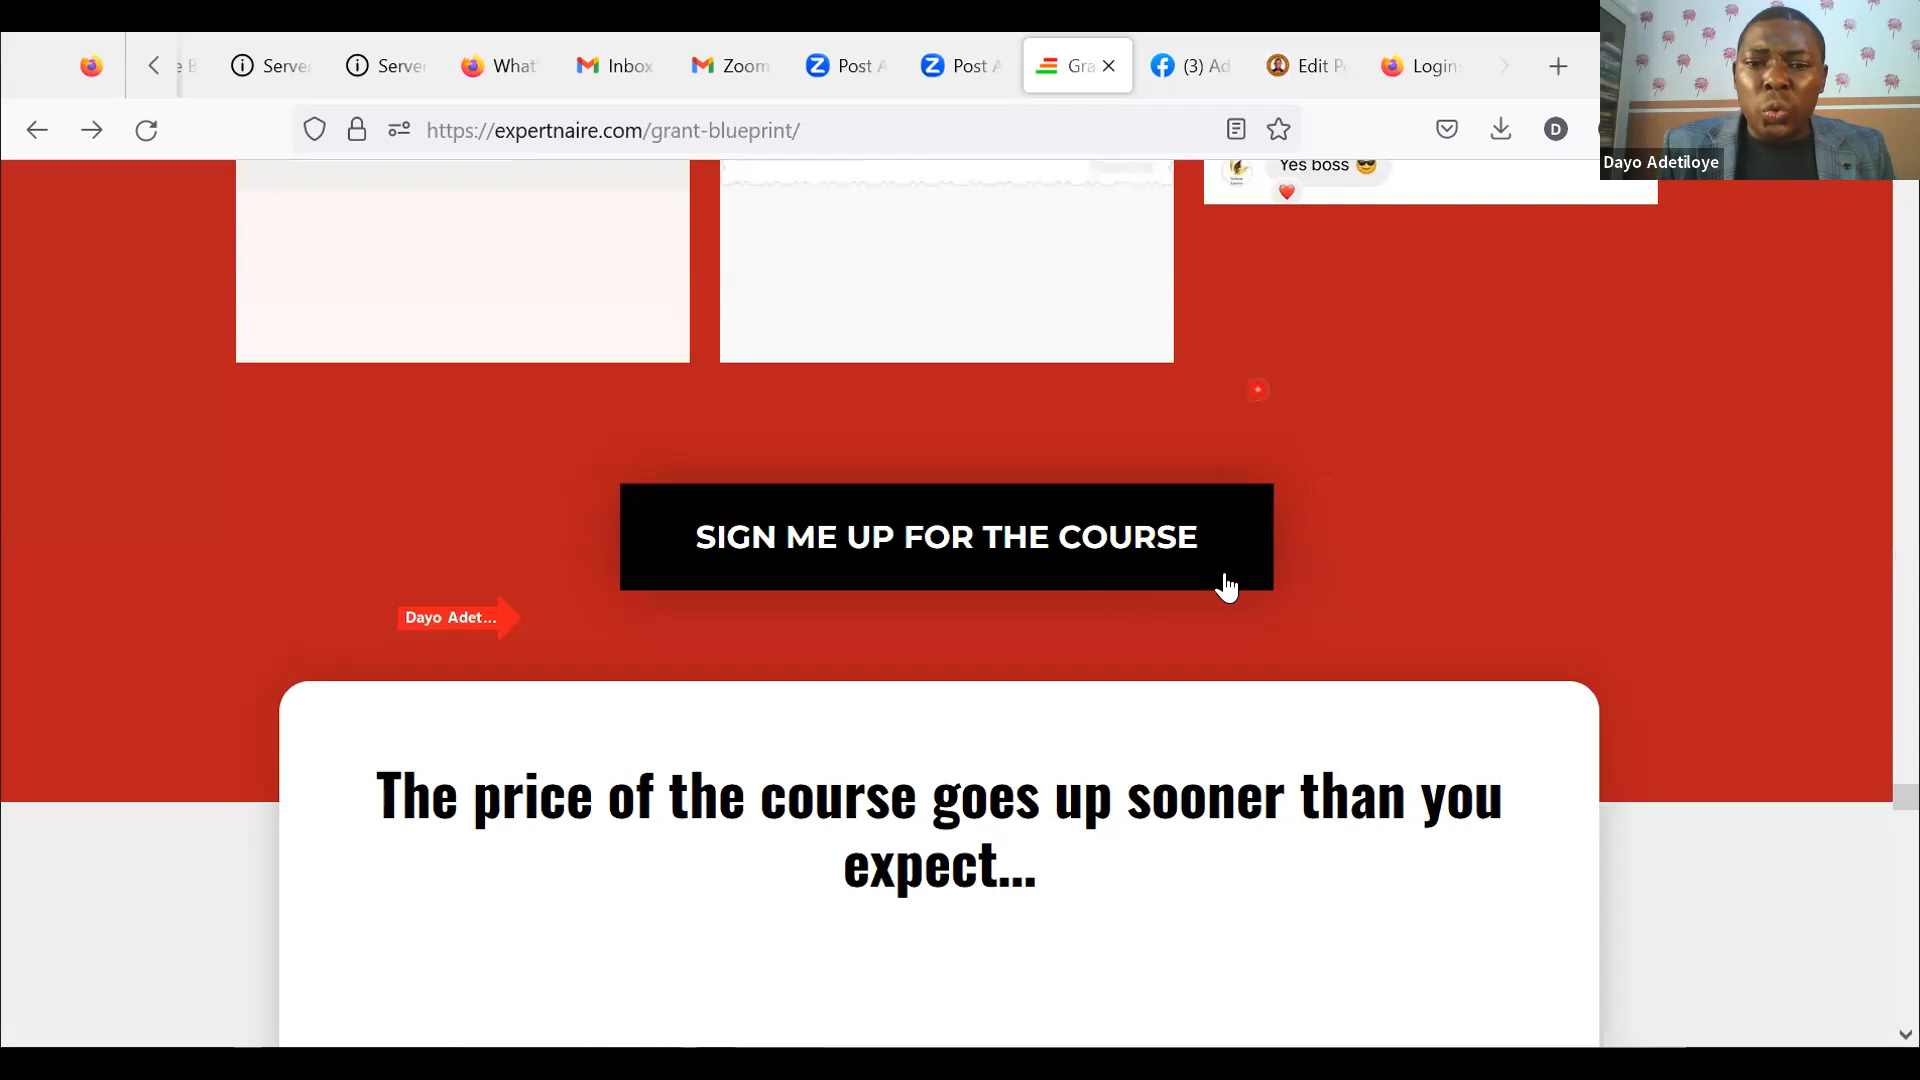 e B
Serve
Serve
What'
Inbox
Zoom
Post A
Post A
Gra
(3) Ad
Edit P
Login
https://expertnaire.com/grant-blueprint/
D
Dayo Adetiloye
Yes boss 😎
SIGN ME UP FOR THE COURSE
Dayo Adet...
The price of the course goes up sooner than you
expect...